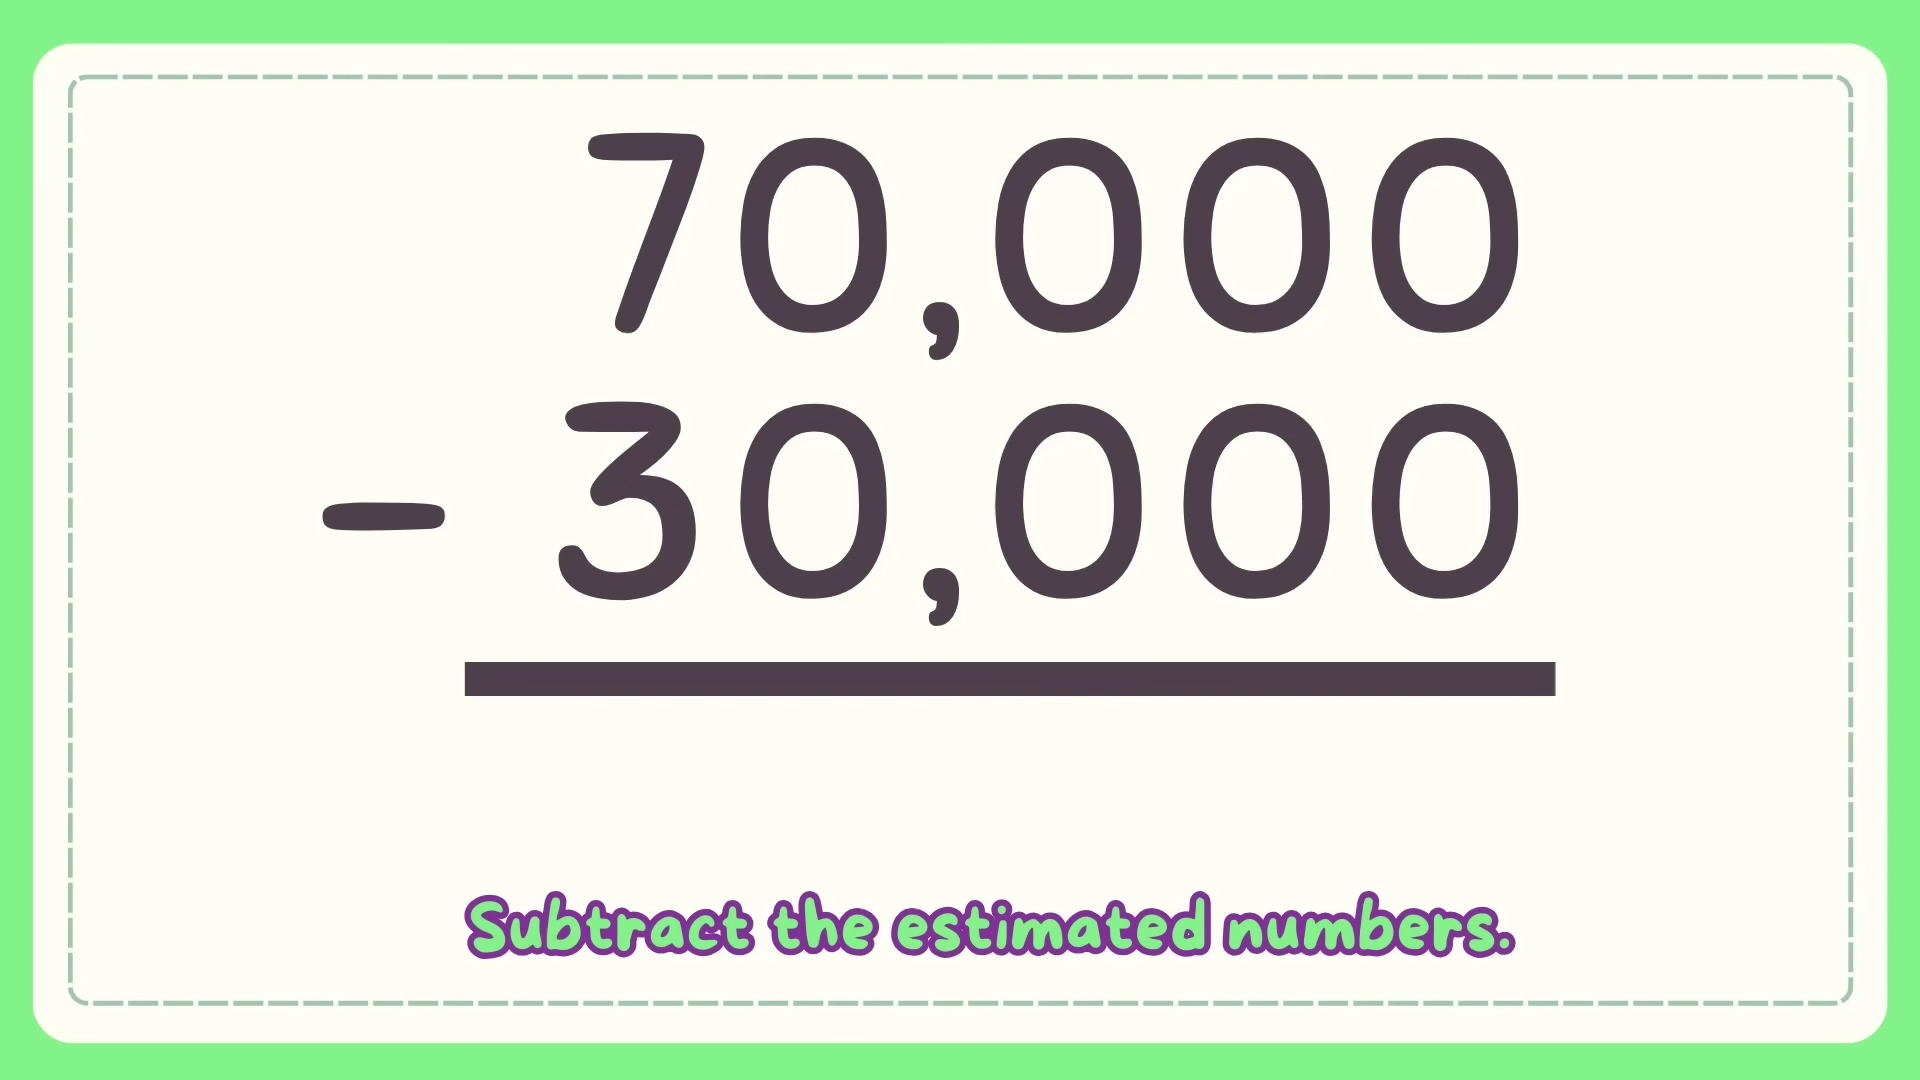 70,000
- 30,000
Subtract the estimated numbers.